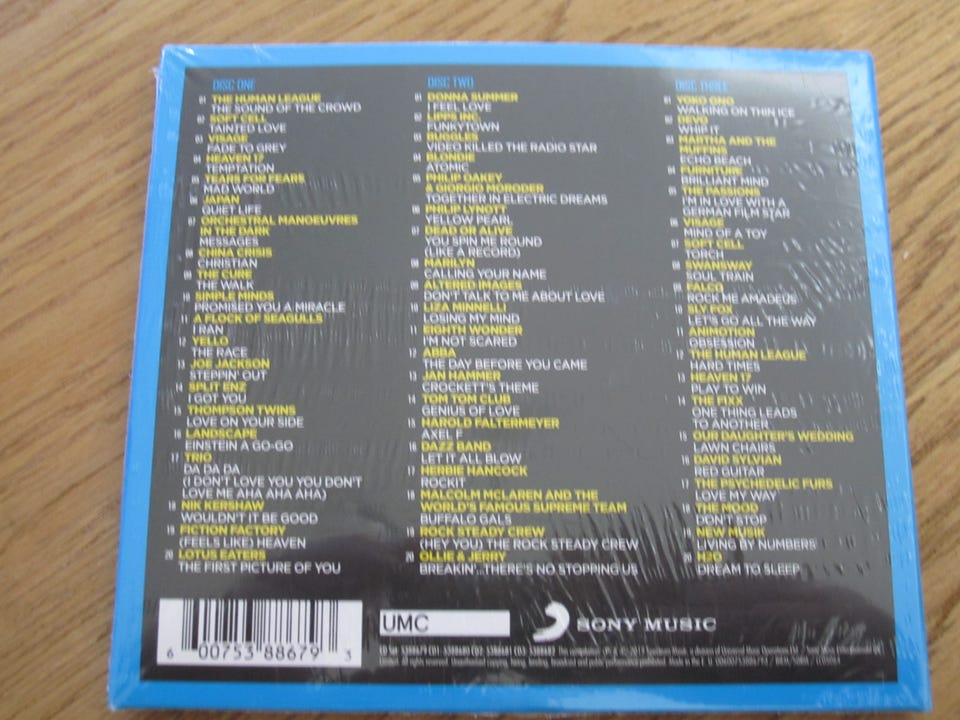 DISC ONE
01 THE HUMAN LEAGUE
THE SOUND OF THE CROWD
02 SOFT CELL
TAINTED LOVE
03 VISAGE
FADE TO GREY
04 HEAVEN 17
TEMPTATION
05 TEARS FOR FEARS
MAD WORLD
06 JAPAN
QUIET LIFE
07 ORCHESTRAL MANOEUVRES
IN THE DARK
MESSAGES
08 CHINA CRISIS
CHRISTIAN
09 THE CURE
THE WALK
10 SIMPLE MINDS
PROMISED YOU A MIRACLE
11 A FLOCK OF SEAGULLS
I RAN
12 YELLO
THE RACE
13 JOE JACKSON
STEPPIN' OUT
14 SPLIT ENZ
I GOT YOU
15 THOMPSON TWINS
LOVE ON YOUR SIDE
16 LANDSCAPE
EINSTEIN A GO-GO
17 TRIO
DA DA DA
(I DON'T LOVE YOU YOU DON'T
LOVE ME AHA AHA AHA)
18 NIK KERSHAW
WOULDN'T IT BE GOOD
19 FICTION FACTORY
(FEELS LIKE) HEAVEN
20 LOTUS EATERS
THE FIRST PICTURE OF YOU
DISC TWO
01 DONNA SUMMER
I FEEL LOVE
02 LIPPS INC.
FUNKYTOWN
03 BUGGLES
VIDEO KILLED THE RADIO STAR
04 BLONDIE
ATOMIC
05 PHILIP OAKEY
& GIORGIO MORODER
TOGETHER IN ELECTRIC DREAMS
06 PHILIP LYNOTT
YELLOW PEARL
07 DEAD OR ALIVE
YOU SPIN ME ROUND
(LIKE A RECORD)
08 MARILYN
CALLING YOUR NAME
09 ALTERED IMAGES
DON'T TALK TO ME ABOUT LOVE
10 LIZA MINNELLI
LOSING MY MIND
11 EIGHTH WONDER
I'M NOT SCARED
12 ABBA
THE DAY BEFORE YOU CAME
13 JAN HAMMER
CROCKETT'S THEME
14 TOM TOM CLUB
GENIUS OF LOVE
15 HAROLD FALTERMEYER
AXEL F
16 DAZZ BAND
LET IT ALL BLOW
17 HERBIE HANCOCK
ROCKIT
18 MALCOLM MCLAREN AND THE
WORLD'S FAMOUS SUPREME TEAM
BUFFALO GALS
19 ROCK STEADY CREW
(HEY YOU) THE ROCK STEADY CREW
20 OLLIE & JERRY
BREAKIN'...THERE'S NO STOPPING US
DISC THREE
01 YOKO ONO
WALKING ON THIN ICE
02 DEVO
WHIP IT
03 MARTHA AND THE
MUFFINS
ECHO BEACH
04 FURNITURE
BRILLIANT MIND
05 THE PASSIONS
I'M IN LOVE WITH A
GERMAN FILM STAR
06 VISAGE
MIND OF A TOY
07 SOFT CELL
TORCH
08 SWANSWAY
SOUL TRAIN
09 FALCO
ROCK ME AMADEUS
10 SLY FOX
LET'S GO ALL THE WAY
11 ANIMOTION
OBSESSION
12 THE HUMAN LEAGUE
HARD TIMES
13 HEAVEN 17
PLAY TO WIN
14 THE FIXX
ONE THING LEADS
TO ANOTHER
15 OUR DAUGHTER'S WEDDING
LAWN CHAIRS
16 DAVID SYLVIAN
RED GUITAR
17 THE PSYCHEDELIC FURS
LOVE MY WAY
18 THE MOOD
DON'T STOP
19 NEW MUSIK
LIVING BY NUMBERS
20 H2O
DREAM TO SLEEP
6 00753 88679 3
UMC
SONY MUSIC